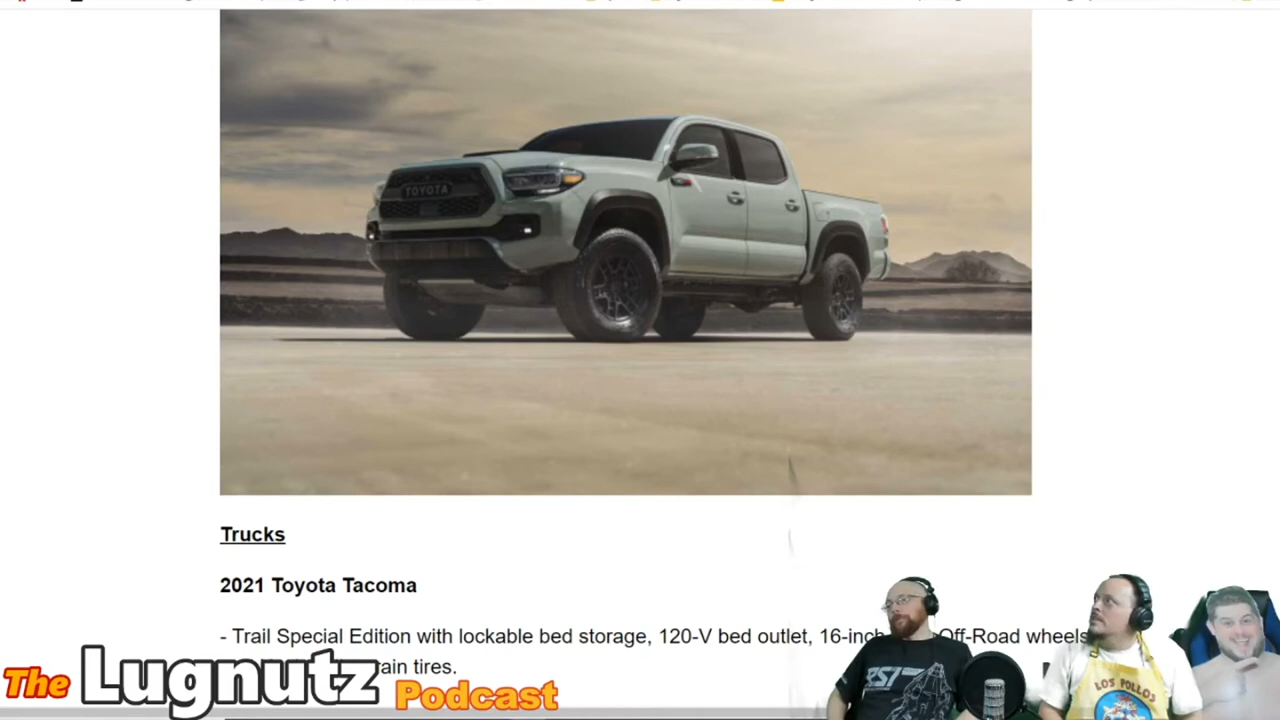 TOYOTA
Trucks
2021 Toyota Tacoma
- Trail Special Edition with lockable bed storage, 120-V bed outlet, 16-inch Off-Road wheels
tires.
The Lugnutz Podcast
LOS POLLOS